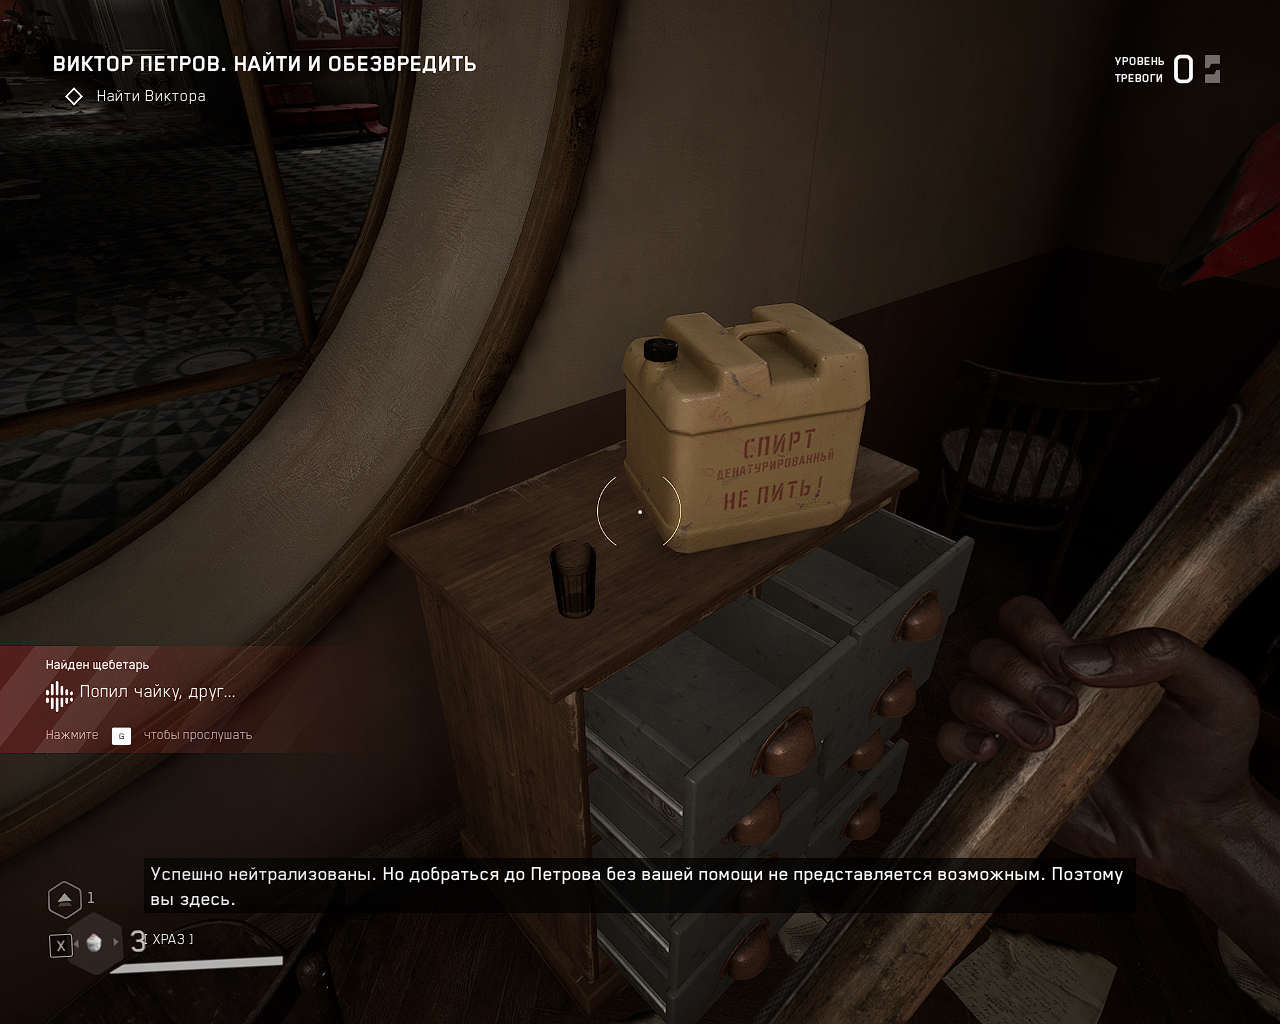 ВИКТОР ПЕТРОВ. НАЙТИ И ОБЕЗВРЕДИТЬ
Найти Виктора
УРОВЕНЬ
ТРЕВОГИ
0
СПИРТ
ДЕНАТУРИРОВАННЫЙ
НЕ ПИТЬ!
Найден щебетарь
Попил чайку, друг...
Нажмите G чтобы прослушать
Успешно нейтрализованы. Но добраться до Петрова без вашей помощи не представляется возможным. Поэтому
вы здесь.
1
X
3
[ ХРАЗ ]